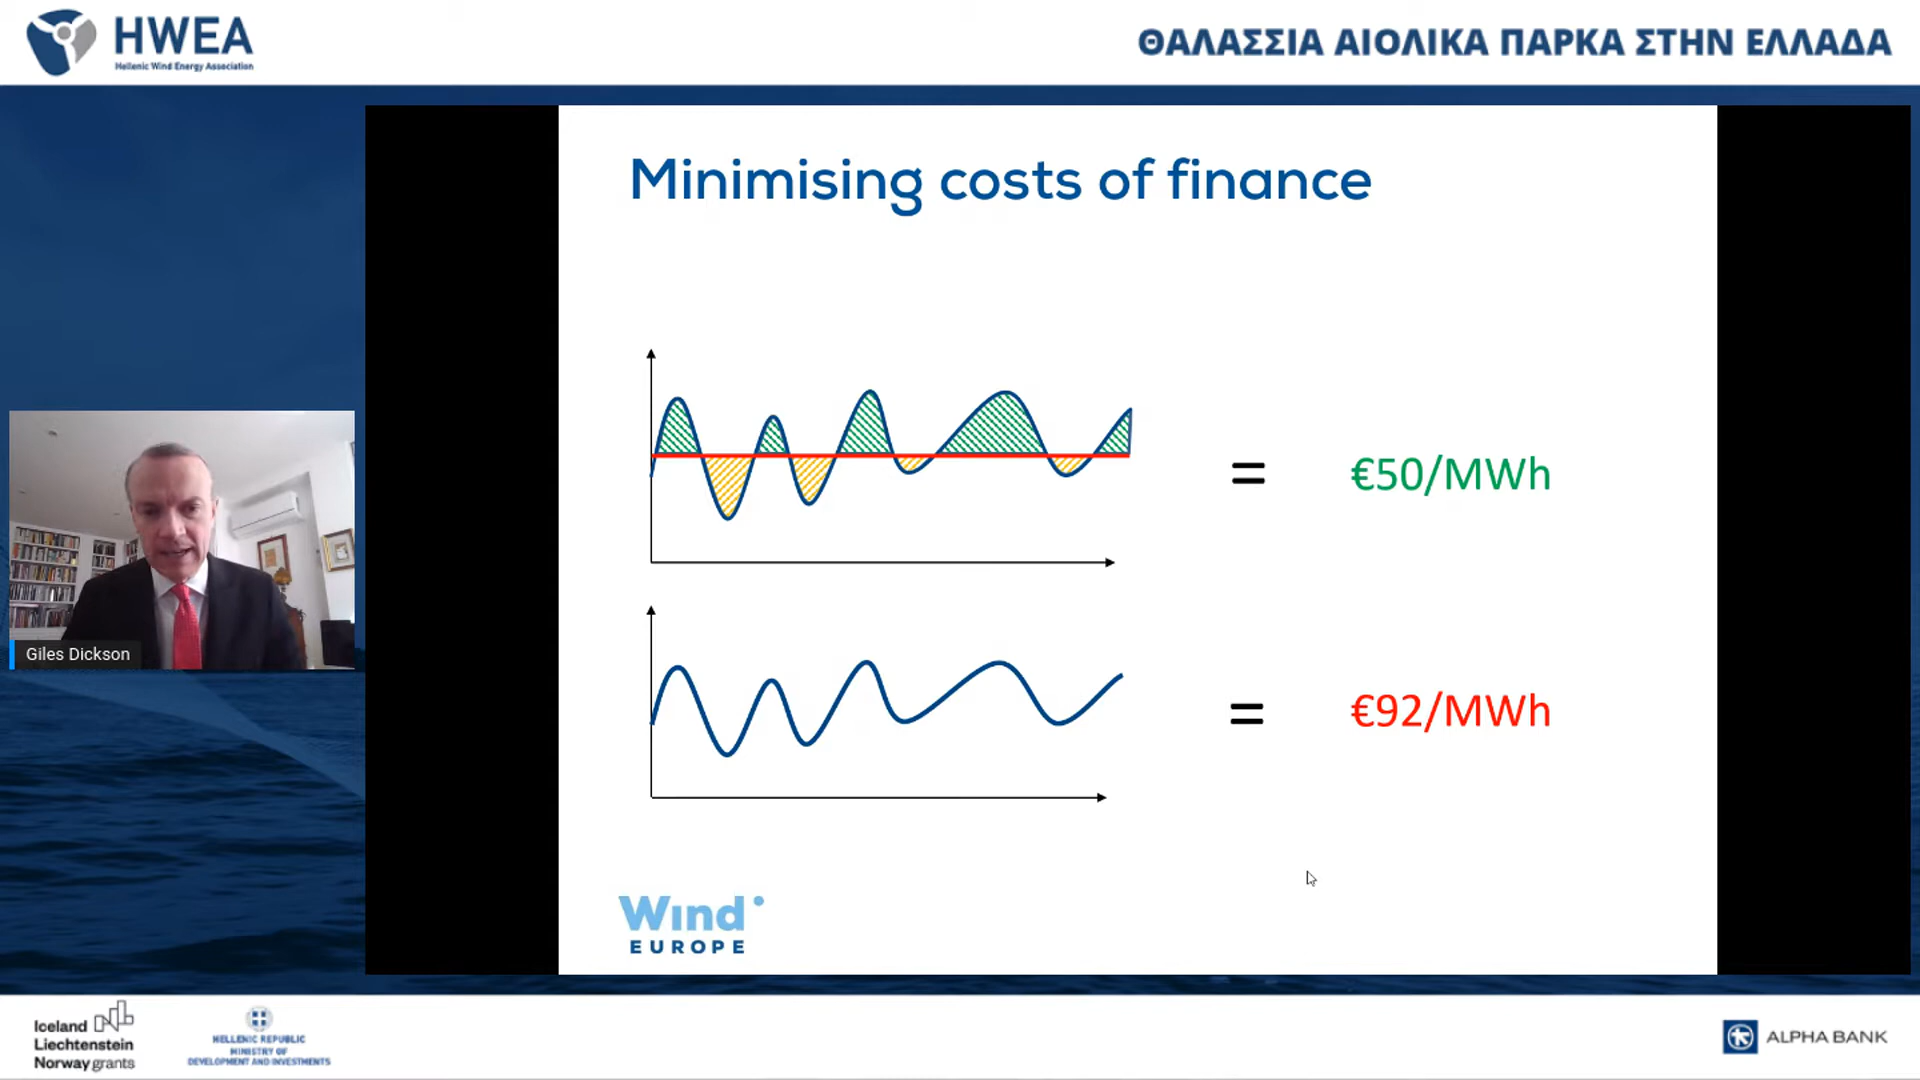 HWEA
Hellenic Wind Energy Association
ΘΑΛΑΣΣΙΑ ΑΙΟΛΙΚΑ ΠΑΡΚΑ ΣΤΗΝ ΕΛΛΑΔΑ
Minimising costs of finance
= €50/MWh
= €92/MWh
Giles Dickson
Wind
EUROPE
Iceland
Liechtenstein
Norway grants
HELLENIC REPUBLIC
MINISTRY OF
DEVELOPMENT AND INVESTMENTS
ALPHA BANK